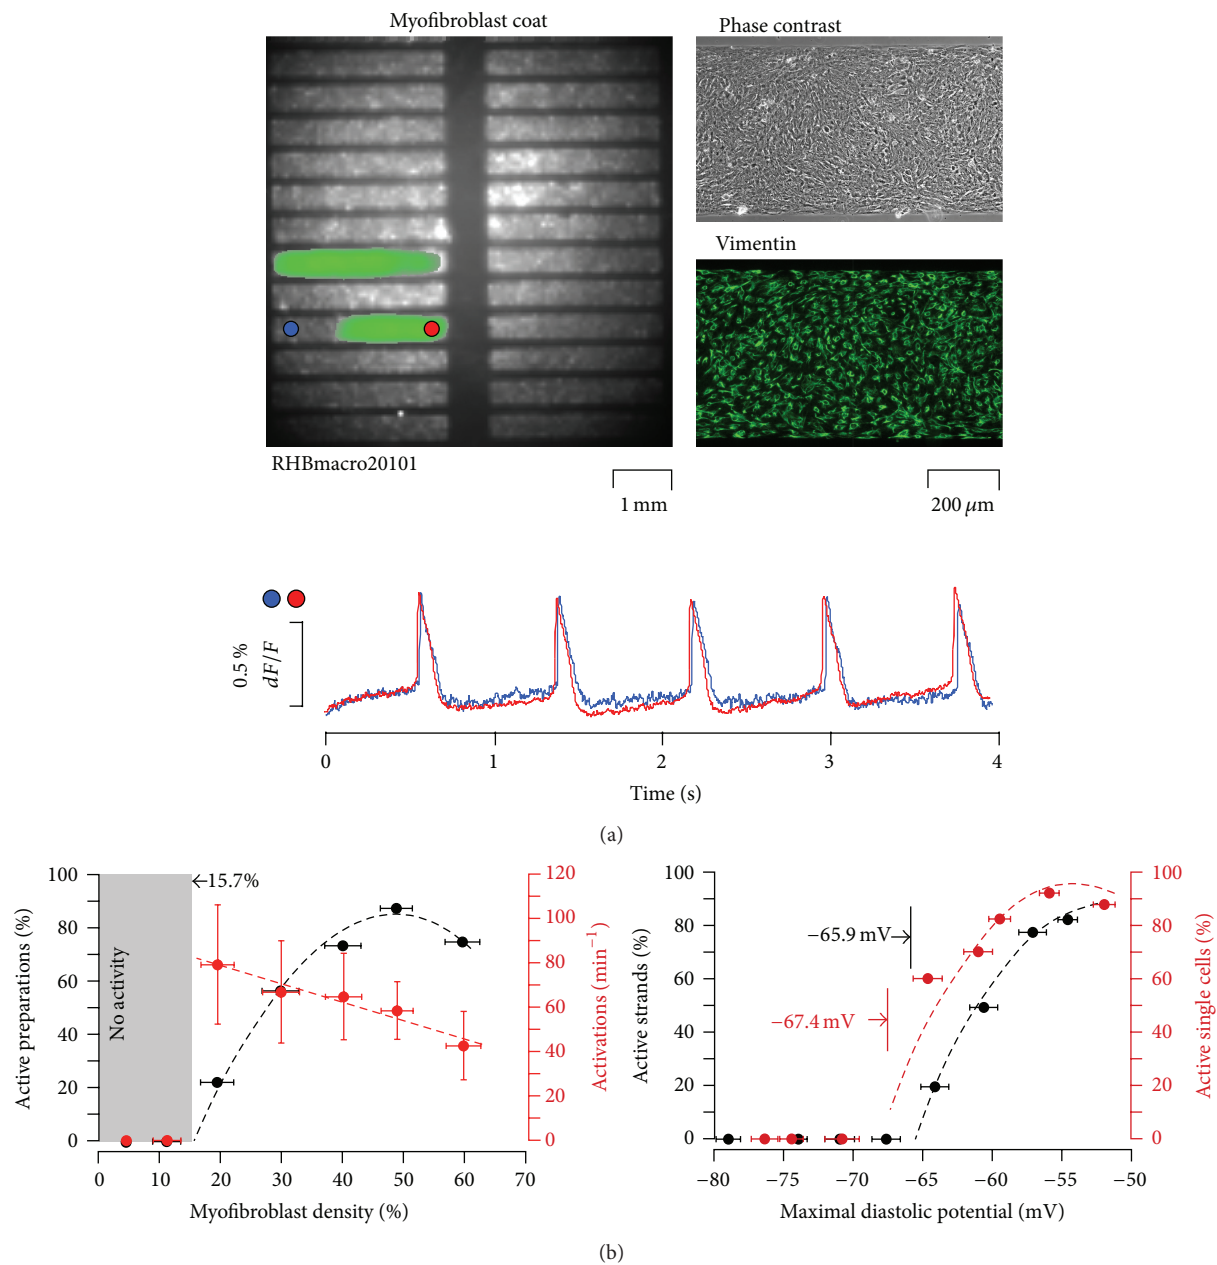 Myofibroblast coat
Phase contrast
Vimentin
RHBmacro20101
1 mm
200 μm
0.5 %
dF/F
0 1 2 3 4
Time (s)
(a)
100
80
60
40
20
0
Active preparations (%)
No activity
←15.7%
120
100
80
60
40
20
0
Activations (min⁻¹)
0 10 20 30 40 50 60 70
Myofibroblast density (%)
100
80
60
40
20
0
Active strands (%)
−65.9 mV
−67.4 mV
100
80
60
40
20
0
Active single cells (%)
−80 −75 −70 −65 −60 −55 −50
Maximal diastolic potential (mV)
(b)